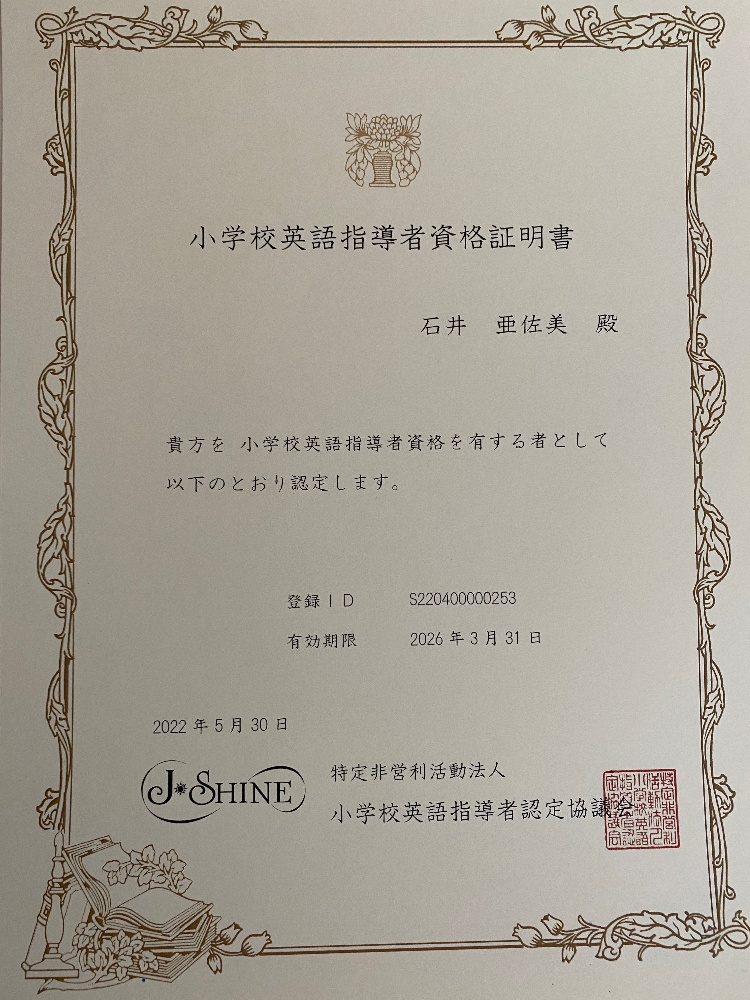 小学校英語指導者資格証明書
石井　亜佐美　殿
貴方を 小学校英語指導者資格を有する者として
以下のとおり認定します。
登録ＩＤ　S220400000253
有効期限　2026 年 3 月 31 日
2022 年 5 月 30 日
J SHINE
特定非営利活動法人
小学校英語指導者認定協議会